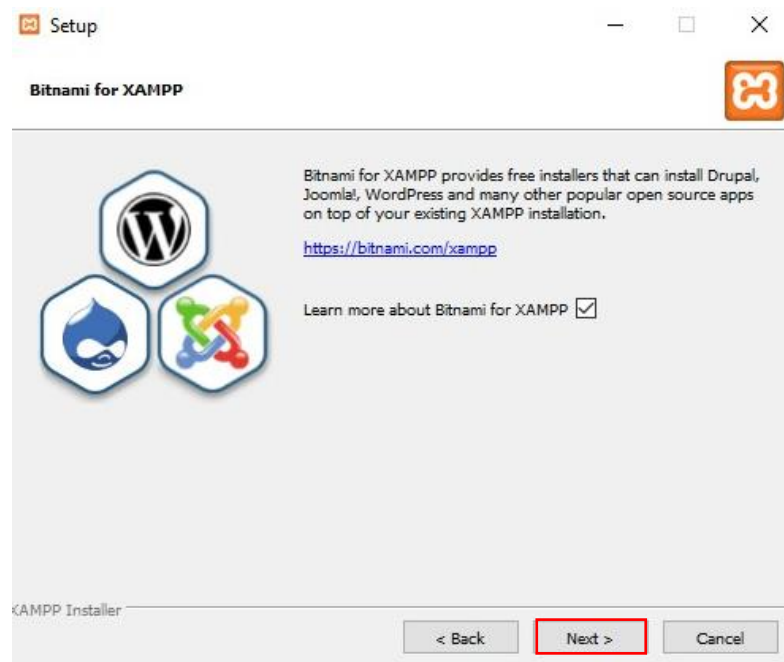 Setup
Bitnami for XAMPP
Bitnami for XAMPP provides free installers that can install Drupal,
Joomla!, WordPress and many other popular open source apps
on top of your existing XAMPP installation.
https://bitnami.com/xampp
Learn more about Bitnami for XAMPP
XAMPP Installer
< Back
Next >
Cancel